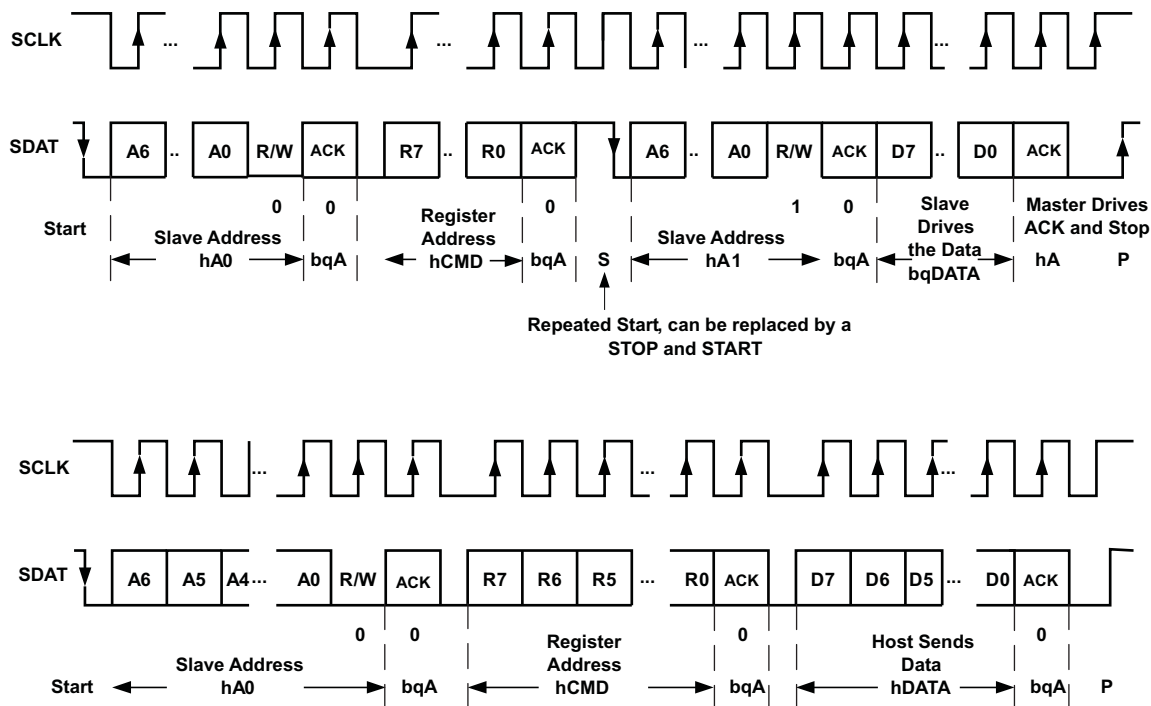 SCLK ... ... ... ...
SDAT A6 .. A0 R/W ACK R7 .. R0 ACK A6 .. A0 R/W ACK D7 .. D0 ACK
0 0 0 1 0
Start
Slave Address
hA0
bqA
Register
Address
hCMD
bqA
S
Slave Address
hA1
bqA
Slave
Drives
the Data
bqDATA
Master Drives
ACK and Stop
hA
P
Repeated Start, can be replaced by a
STOP and START
SCLK ... ... ...
SDAT A6 A5 A4... A0 R/W ACK R7 R6 R5 ... R0 ACK D7 D6 D5 ... D0 ACK
0 0 0 0
Start
Slave Address
hA0
bqA
Register
Address
hCMD
bqA
Host Sends
Data
hDATA
bqA
P